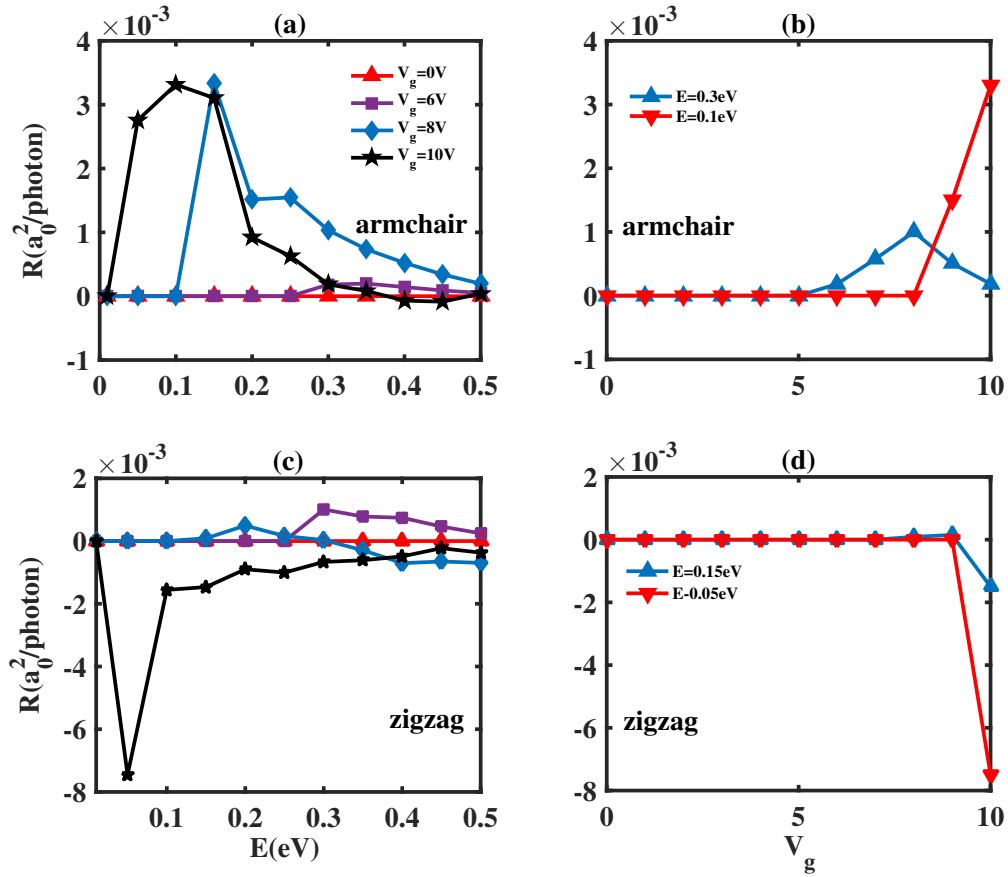 ×10⁻³
(a)
4
3
2
1
0
-1
R(a₀²/photon)
V_g=0V
V_g=6V
V_g=8V
V_g=10V
armchair
0 0.1 0.2 0.3 0.4 0.5
×10⁻³
(b)
4
3
2
1
0
-1
E=0.3eV
E=0.1eV
armchair
0 5 10
×10⁻³
(c)
2
0
-2
-4
-6
-8
R(a₀²/photon)
zigzag
0.1 0.2 0.3 0.4 0.5
E(eV)
×10⁻³
(d)
2
0
-2
-4
-6
-8
E=0.15eV
E-0.05eV
zigzag
0 5 10
V_g